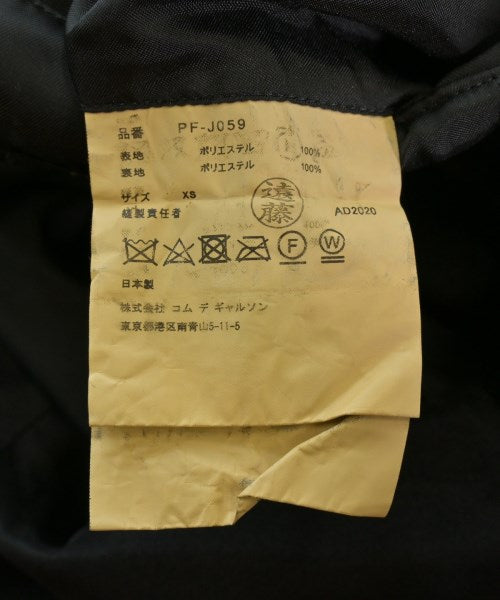 品番 PF-J059
表地 ポリエステル 100%
裏地 ポリエステル 100%
サイズ XS
縫製責任者 遠藤 AD2020
F W
日本製
株式会社 コム デ ギャルソン
東京都港区南青山5-11-5